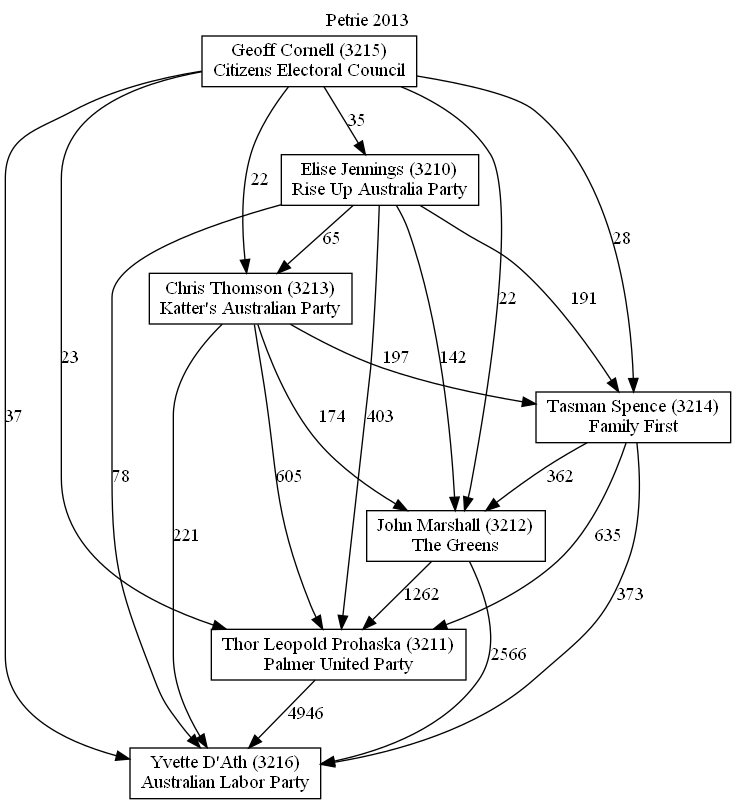 Petrie 2013
Geoff Cornell (3215)
Citizens Electoral Council
35
Elise Jennings (3210)
Rise Up Australia Party
22
65
28
Chris Thomson (3213)
Katter's Australian Party
191
22
23
197
142
37
174
403
Tasman Spence (3214)
Family First
78
605
362
221
John Marshall (3212)
The Greens
635
1262
373
Thor Leopold Prohaska (3211)
Palmer United Party
2566
4946
Yvette D'Ath (3216)
Australian Labor Party